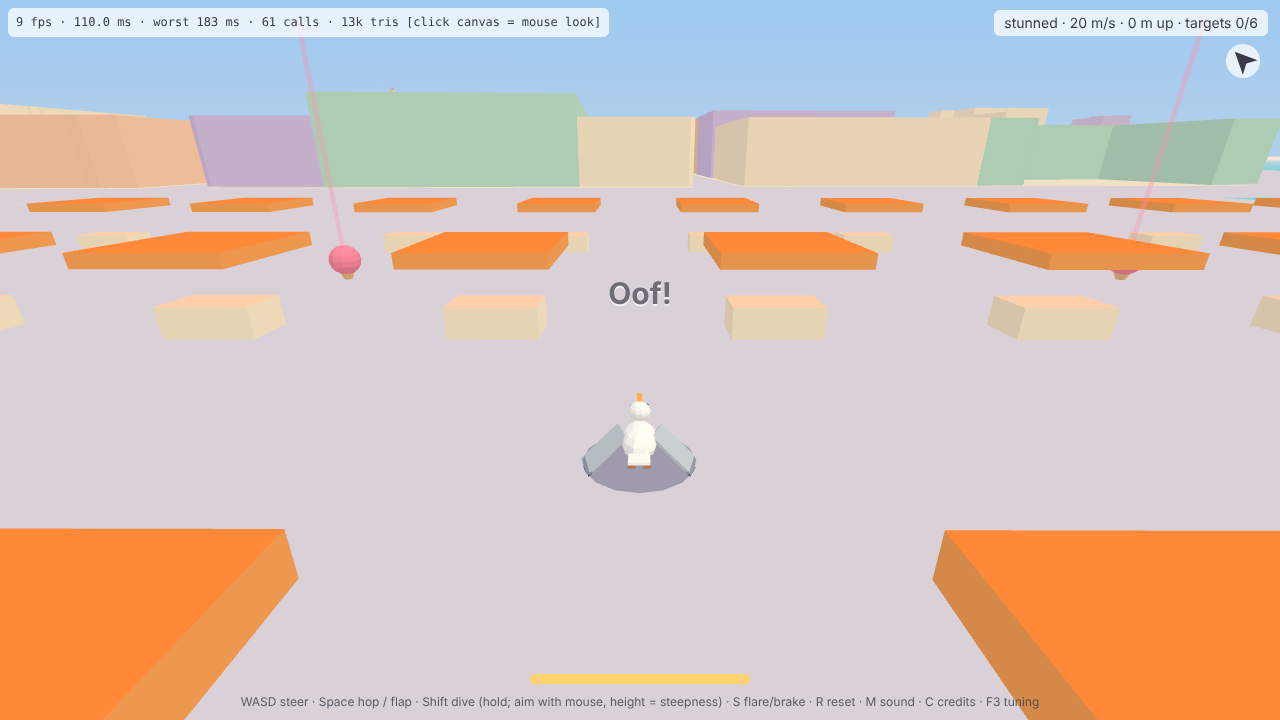 9 fps · 110.0 ms · worst 183 ms · 61 calls · 13k tris [click canvas = mouse look]
stunned · 20 m/s · 0 m up · targets 0/6
Oof!
WASD steer · Space hop / flap · Shift dive (hold; aim with mouse, height = steepness) · S flare/brake · R reset · M sound · C credits · F3 tuning